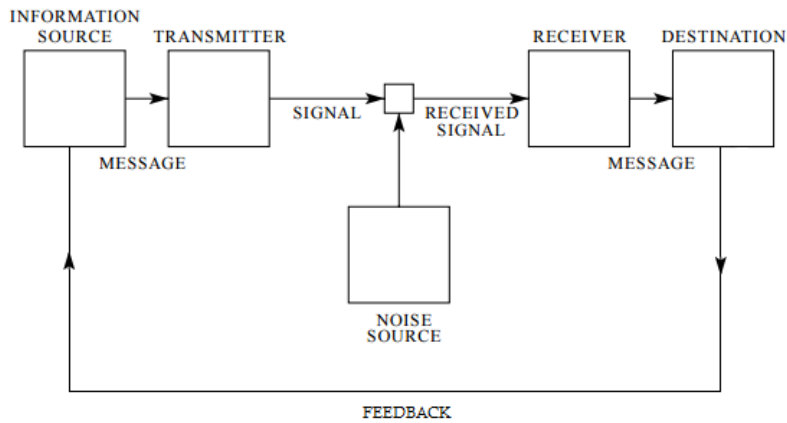 INFORMATION
SOURCE
TRANSMITTER
RECEIVER
DESTINATION
SIGNAL
RECEIVED
SIGNAL
MESSAGE
MESSAGE
NOISE
SOURCE
FEEDBACK